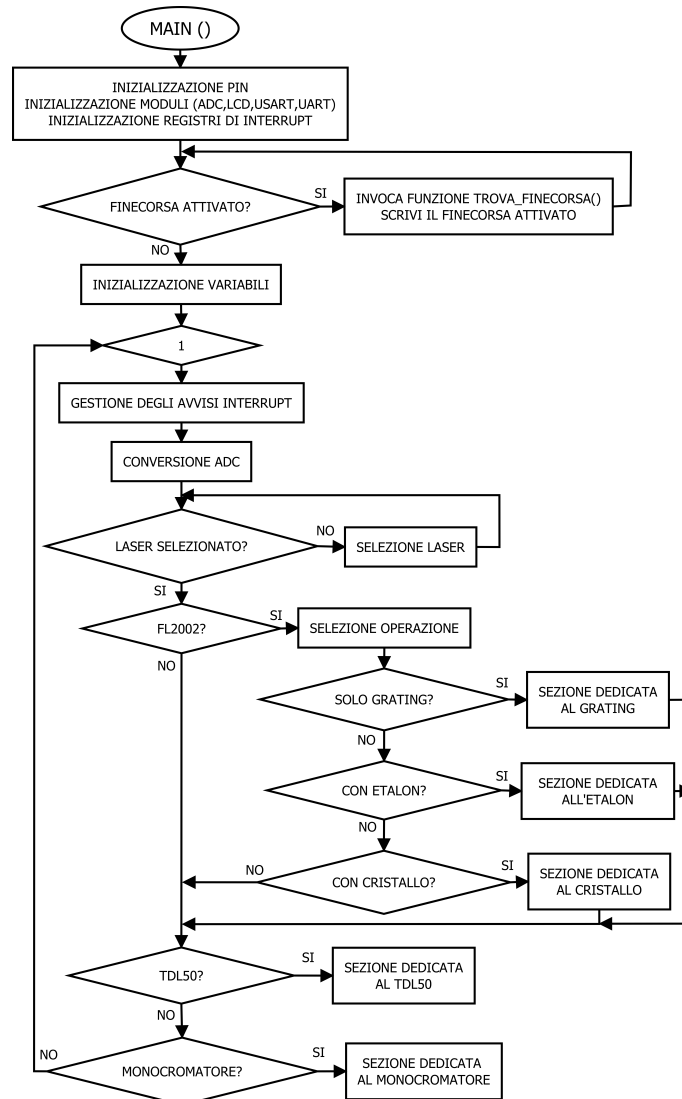 MAIN ()
INIZIALIZZAZIONE PIN
INIZIALIZZAZIONE MODULI (ADC,LCD,USART,UART)
INIZIALIZZAZIONE REGISTRI DI INTERRUPT
FINECORSA ATTIVATO?
SI
INVOCA FUNZIONE TROVA_FINECORSA()
SCRIVI IL FINECORSA ATTIVATO
NO
INIZIALIZZAZIONE VARIABILI
1
GESTIONE DEGLI AVVISI INTERRUPT
CONVERSIONE ADC
LASER SELEZIONATO?
NO
SELEZIONE LASER
SI
FL2002?
SI
SELEZIONE OPERAZIONE
NO
SOLO GRATING?
SI
SEZIONE DEDICATA
AL GRATING
NO
CON ETALON?
SI
SEZIONE DEDICATA
ALL'ETALON
NO
CON CRISTALLO?
NO
SI
SEZIONE DEDICATA
AL CRISTALLO
TDL50?
SI
SEZIONE DEDICATA
AL TDL50
NO
MONOCROMATORE?
NO
SI
SEZIONE DEDICATA
AL MONOCROMATORE